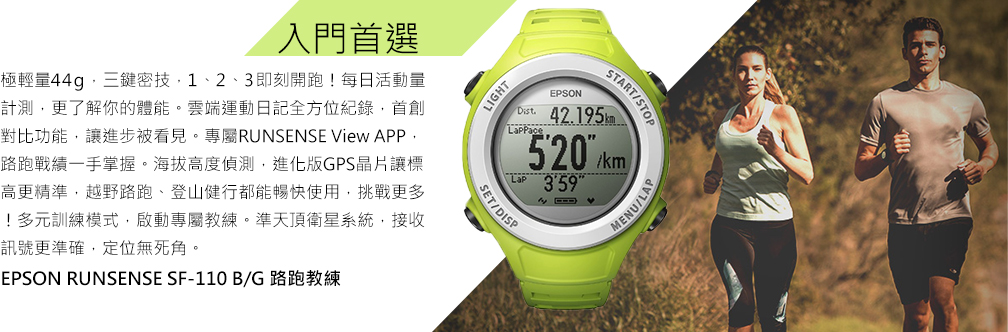 入門首選
極輕量44g，三鍵密技，1、2、3即刻開跑！每日活動量
計測，更了解你的體能。雲端運動日記全方位紀錄，首創
對比功能，讓進步被看見。專屬RUNSENSE View APP，
路跑戰績一手掌握。海拔高度偵測，進化版GPS晶片讓標
高更精準，越野路跑、登山健行都能暢快使用，挑戰更多
！多元訓練模式，啟動專屬教練。準天頂衛星系統，接收
訊號更準確，定位無死角。
EPSON RUNSENSE SF-110 B/G 路跑教練
LIGHT
START/STOP
EPSON
Dist. 42.195km
LapPace
5'20" /km
Lap 3'59"
SET/DISP
MENU/LAP